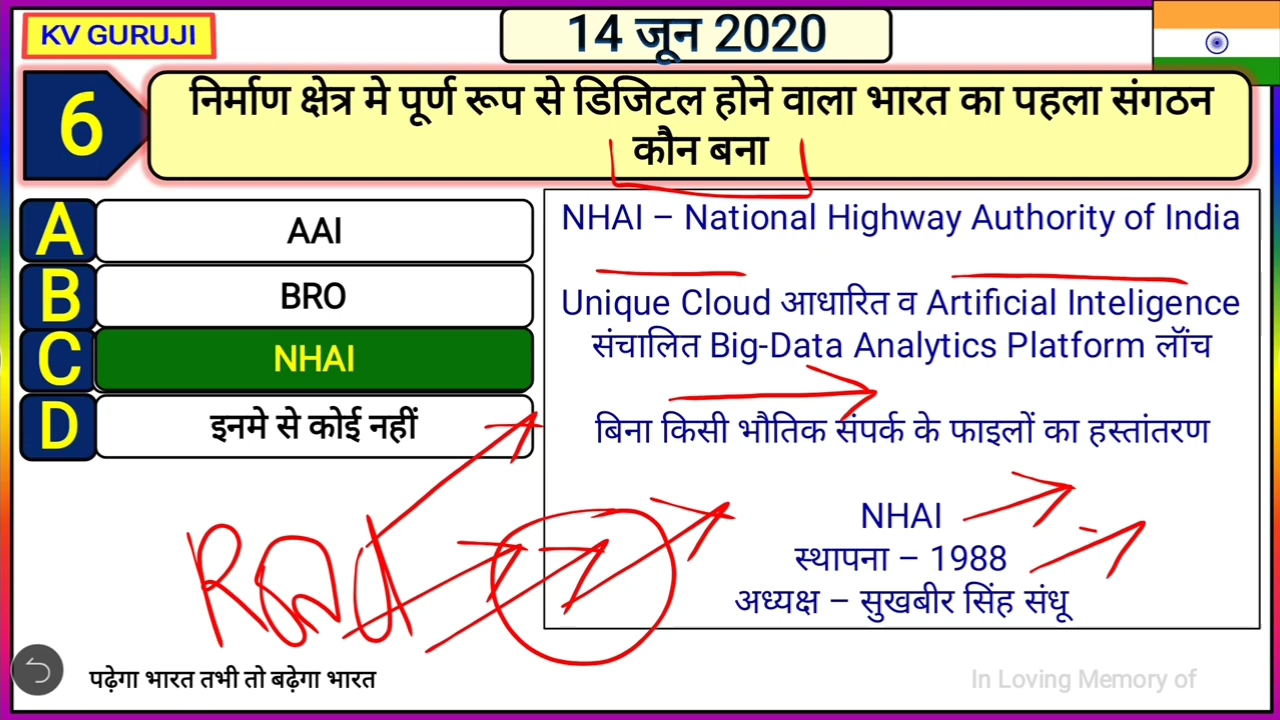 KV GURUJI
14 जून 2020
6
निर्माण क्षेत्र मे पूर्ण रूप से डिजिटल होने वाला भारत का पहला संगठन
कौन बना
A AAI
B BRO
C NHAI
D इनमे से कोई नहीं
NHAI – National Highway Authority of India
Unique Cloud आधारित व Artificial Inteligence
संचालित Big-Data Analytics Platform लॉंच
बिना किसी भौतिक संपर्क के फाइलों का हस्तांतरण
NHAI
स्थापना – 1988
अध्यक्ष – सुखबीर सिंह संधू
पढ़ेगा भारत तभी तो बढ़ेगा भारत
In Loving Memory of